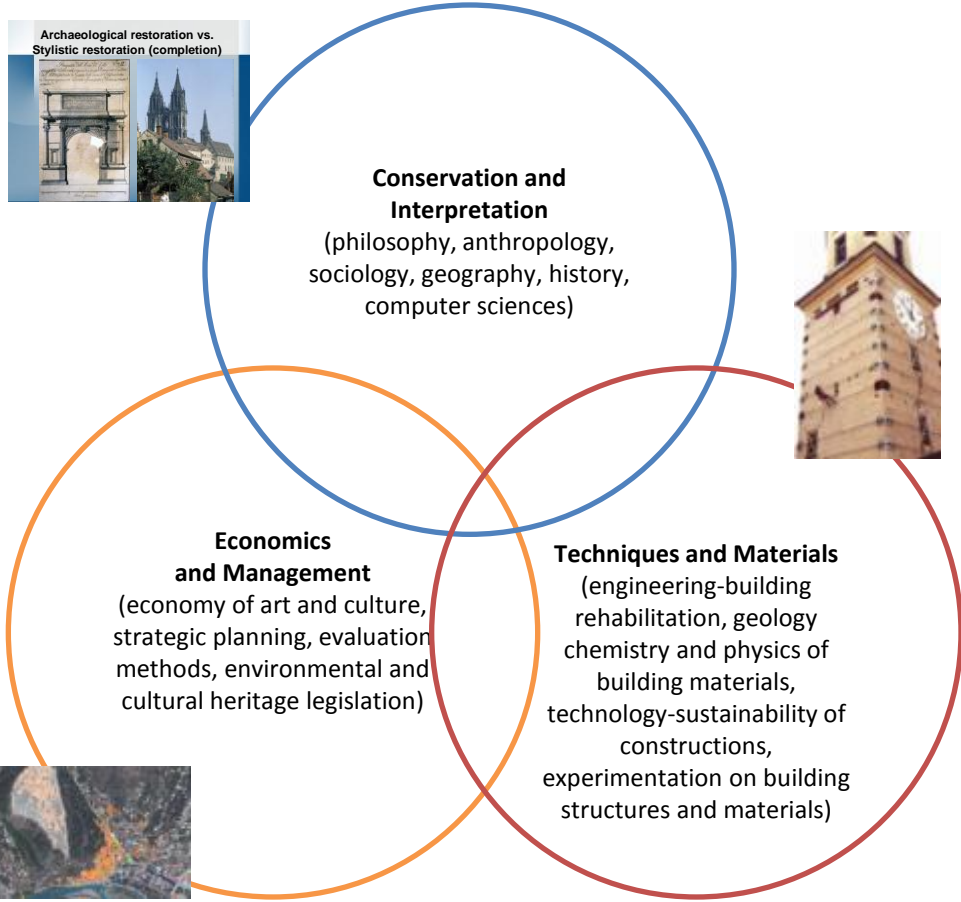 Archaeological restoration vs.
Stylistic restoration (completion)
Conservation and
Interpretation
(philosophy, anthropology,
sociology, geography, history,
computer sciences)
Economics
and Management
(economy of art and culture,
strategic planning, evaluation
methods, environmental and
cultural heritage legislation)
Techniques and Materials
(engineering-building
rehabilitation, geology
chemistry and physics of
building materials,
technology-sustainability of
constructions,
experimentation on building
structures and materials)